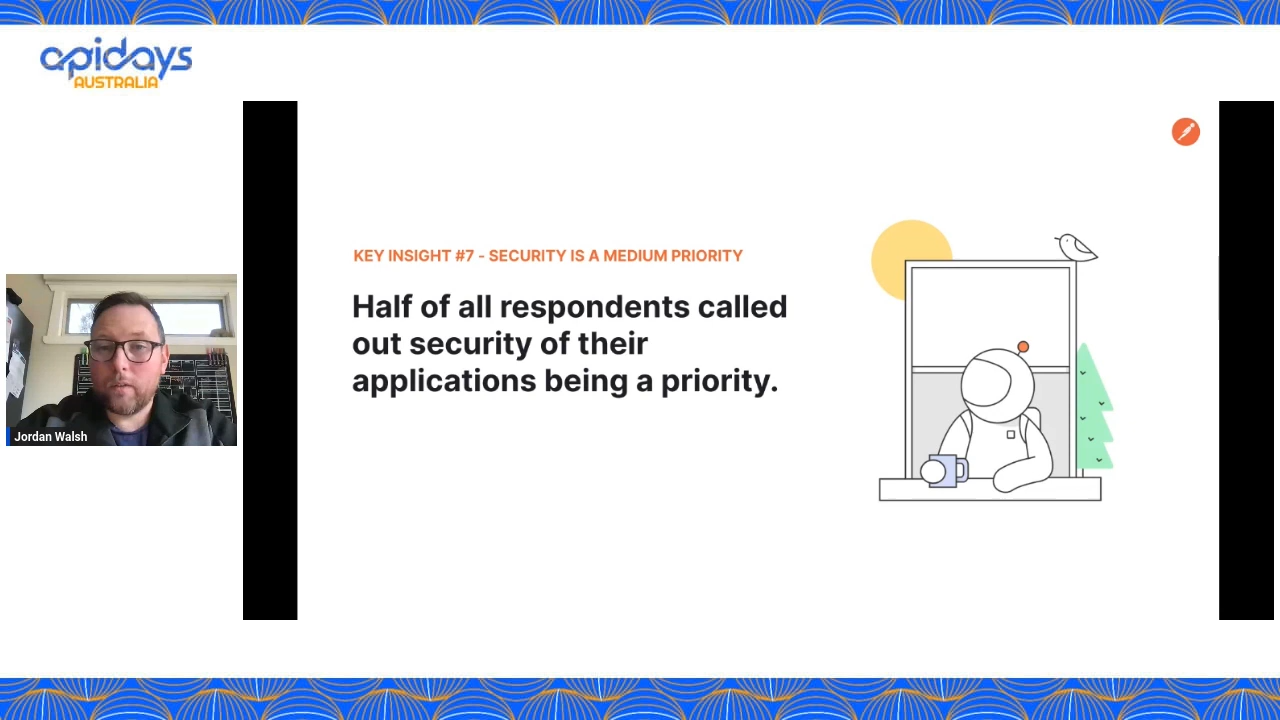 apidays
AUSTRALIA
KEY INSIGHT #7 - SECURITY IS A MEDIUM PRIORITY
Half of all respondents called
out security of their
applications being a priority.
Jordan Walsh